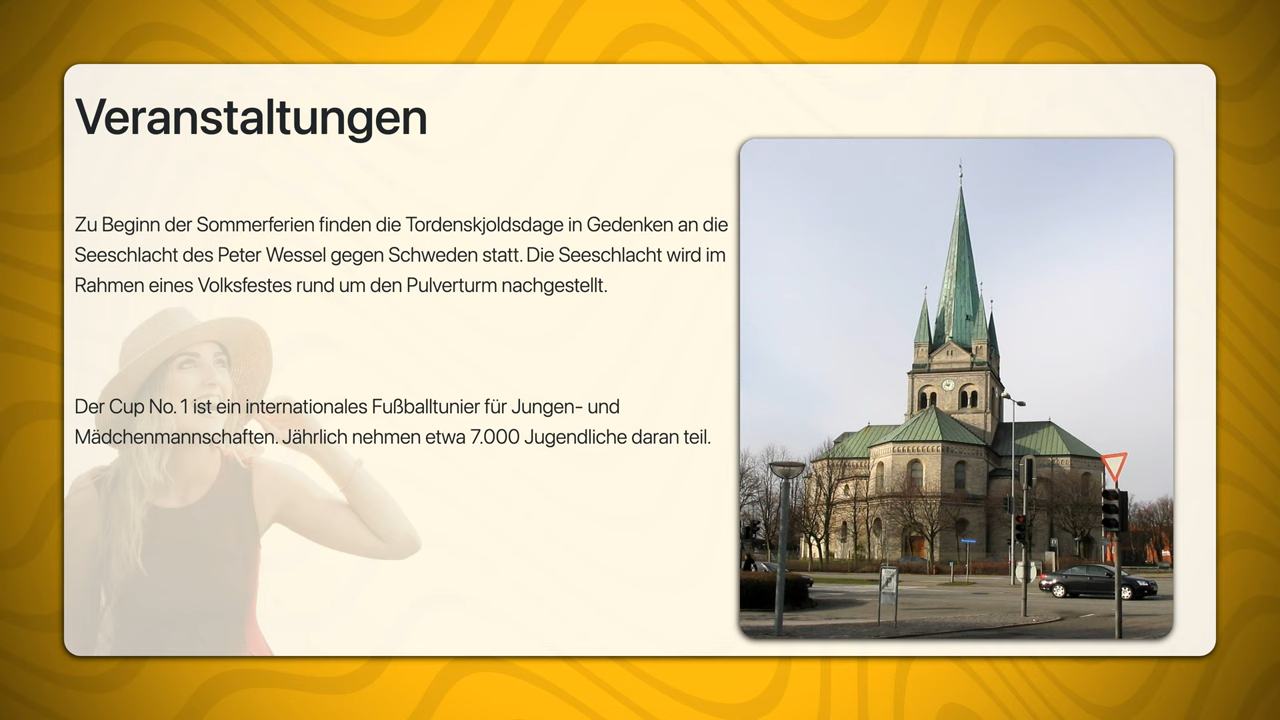 Veranstaltungen
Zu Beginn der Sommerferien finden die Tordenskjoldsdage in Gedenken an die
Seeschlacht des Peter Wessel gegen Schweden statt. Die Seeschlacht wird im
Rahmen eines Volksfestes rund um den Pulverturm nachgestellt.
Der Cup No. 1 ist ein internationales Fußballtunier für Jungen- und
Mädchenmannschaften. Jährlich nehmen etwa 7.000 Jugendliche daran teil.